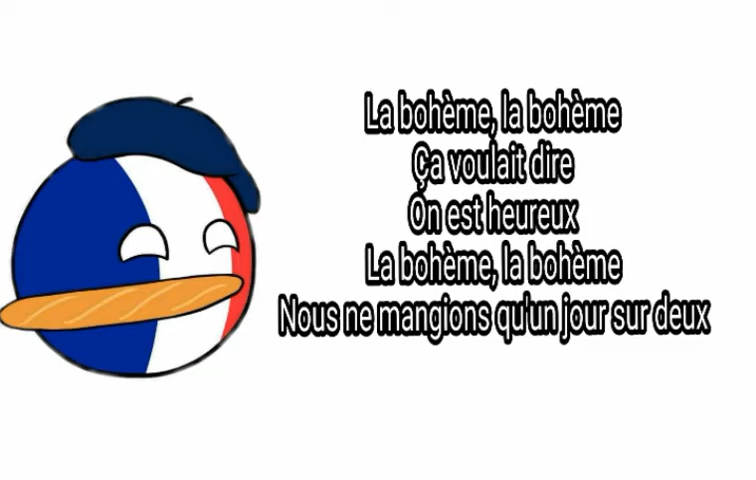 La bohème, la bohème
Ça voulait dire
On est heureux
La bohème, la bohème
Nous ne mangions qu'un jour sur deux